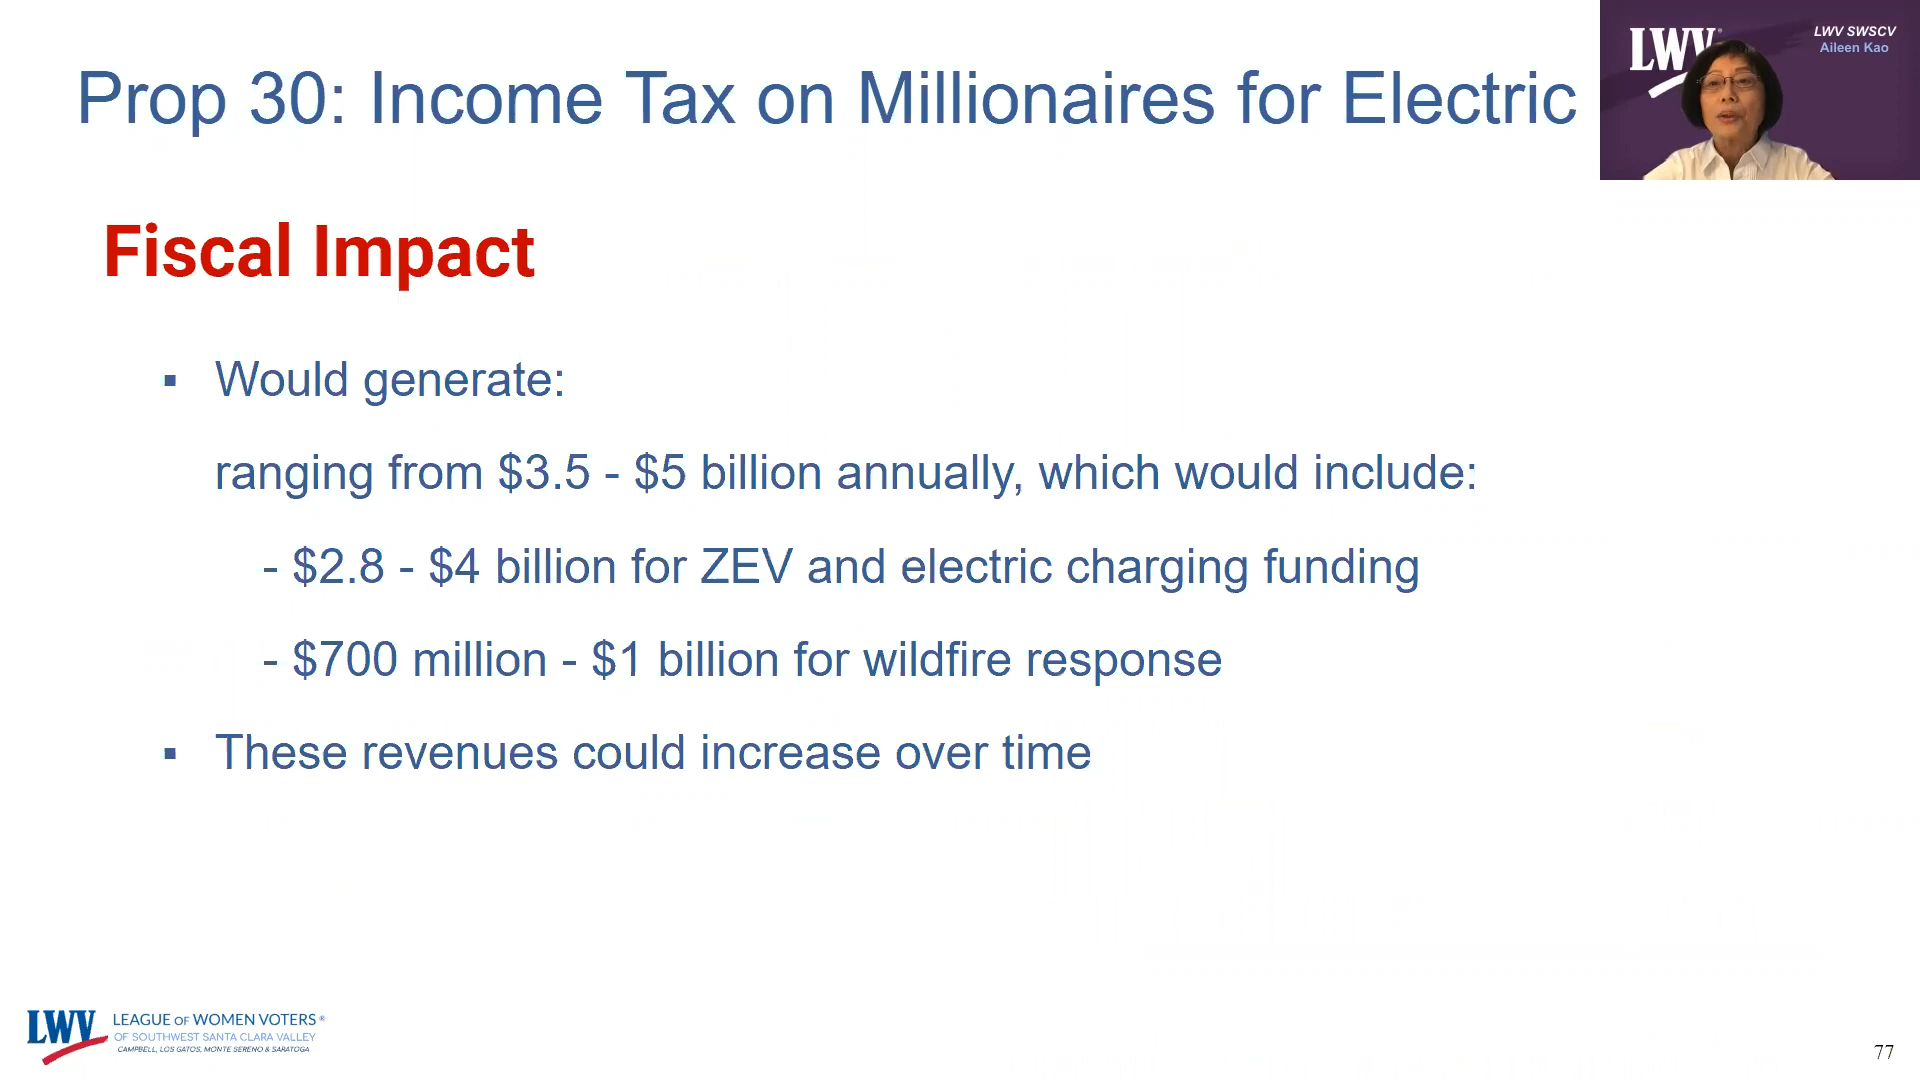 Prop 30: Income Tax on Millionaires for Electric
LWV
LWV SWSCV
Aileen Kao
Fiscal Impact
▪ Would generate:
ranging from $3.5 - $5 billion annually, which would include:
- $2.8 - $4 billion for ZEV and electric charging funding
- $700 million - $1 billion for wildfire response
▪ These revenues could increase over time
LWV
LEAGUE OF WOMEN VOTERS®
OF SOUTHWEST SANTA CLARA VALLEY
CAMPBELL, LOS GATOS, MONTE SERENO & SARATOGA
77